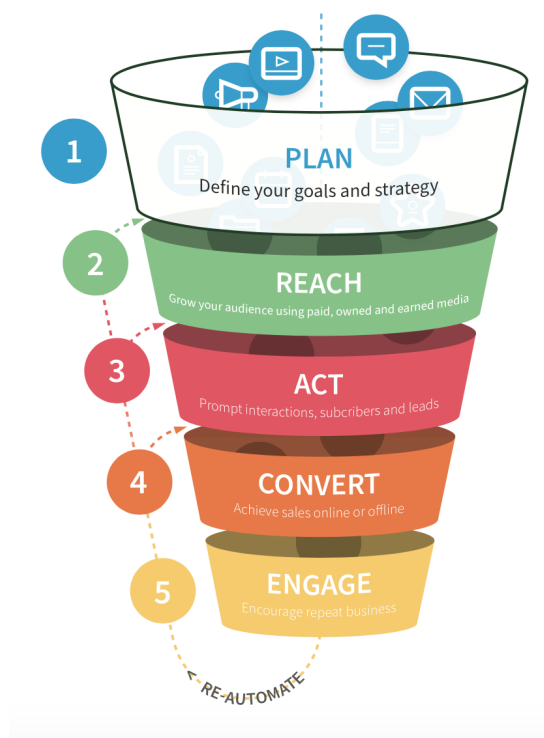 1
PLAN
Define your goals and strategy
2
REACH
Grow your audience using paid, owned and earned media
3
ACT
Prompt interactions, subcribers and leads
4
CONVERT
Achieve sales online or offline
5
ENGAGE
Encourage repeat business
< RE-AUTOMATE